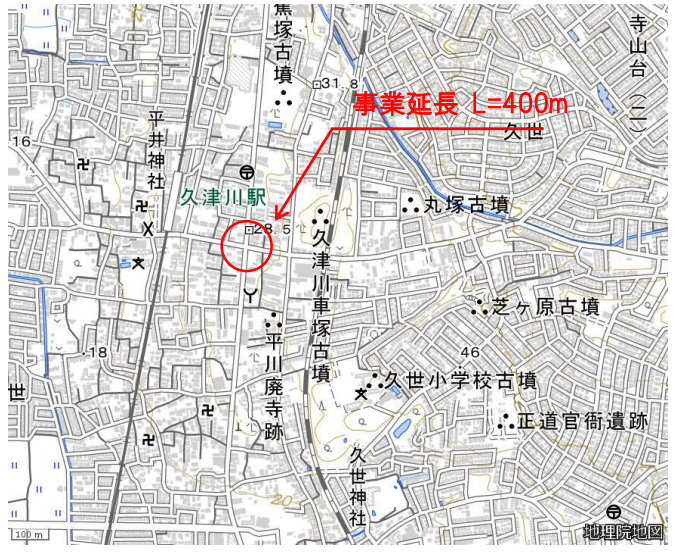 蕉塚古墳
寺山台(二)
31.8
事業延長 L=400m
久世
16
平井神社
久津川駅
丸塚古墳
28.5
久津川車塚古墳
芝ヶ原古墳
18
平川廃寺跡
46
久世小学校古墳
世
正道官衙遺跡
久世神社
20
100 m
地理院地図